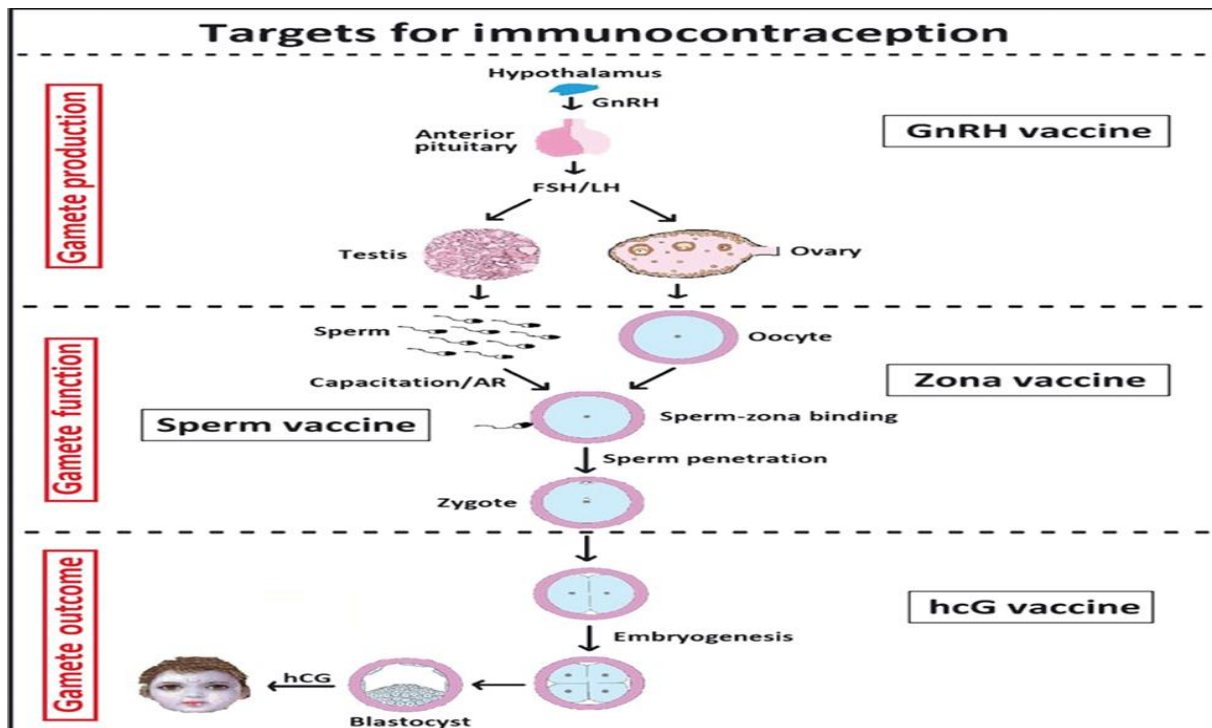 Targets for immunocontraception
Gamete production
Hypothalamus
GnRH
Anterior
pituitary
GnRH vaccine
FSH/LH
Testis
Ovary
Gamete function
Sperm
Oocyte
Capacitation/AR
Zona vaccine
Sperm vaccine
Sperm-zona binding
Sperm penetration
Zygote
Gamete outcome
hcG vaccine
Embryogenesis
hCG
Blastocyst